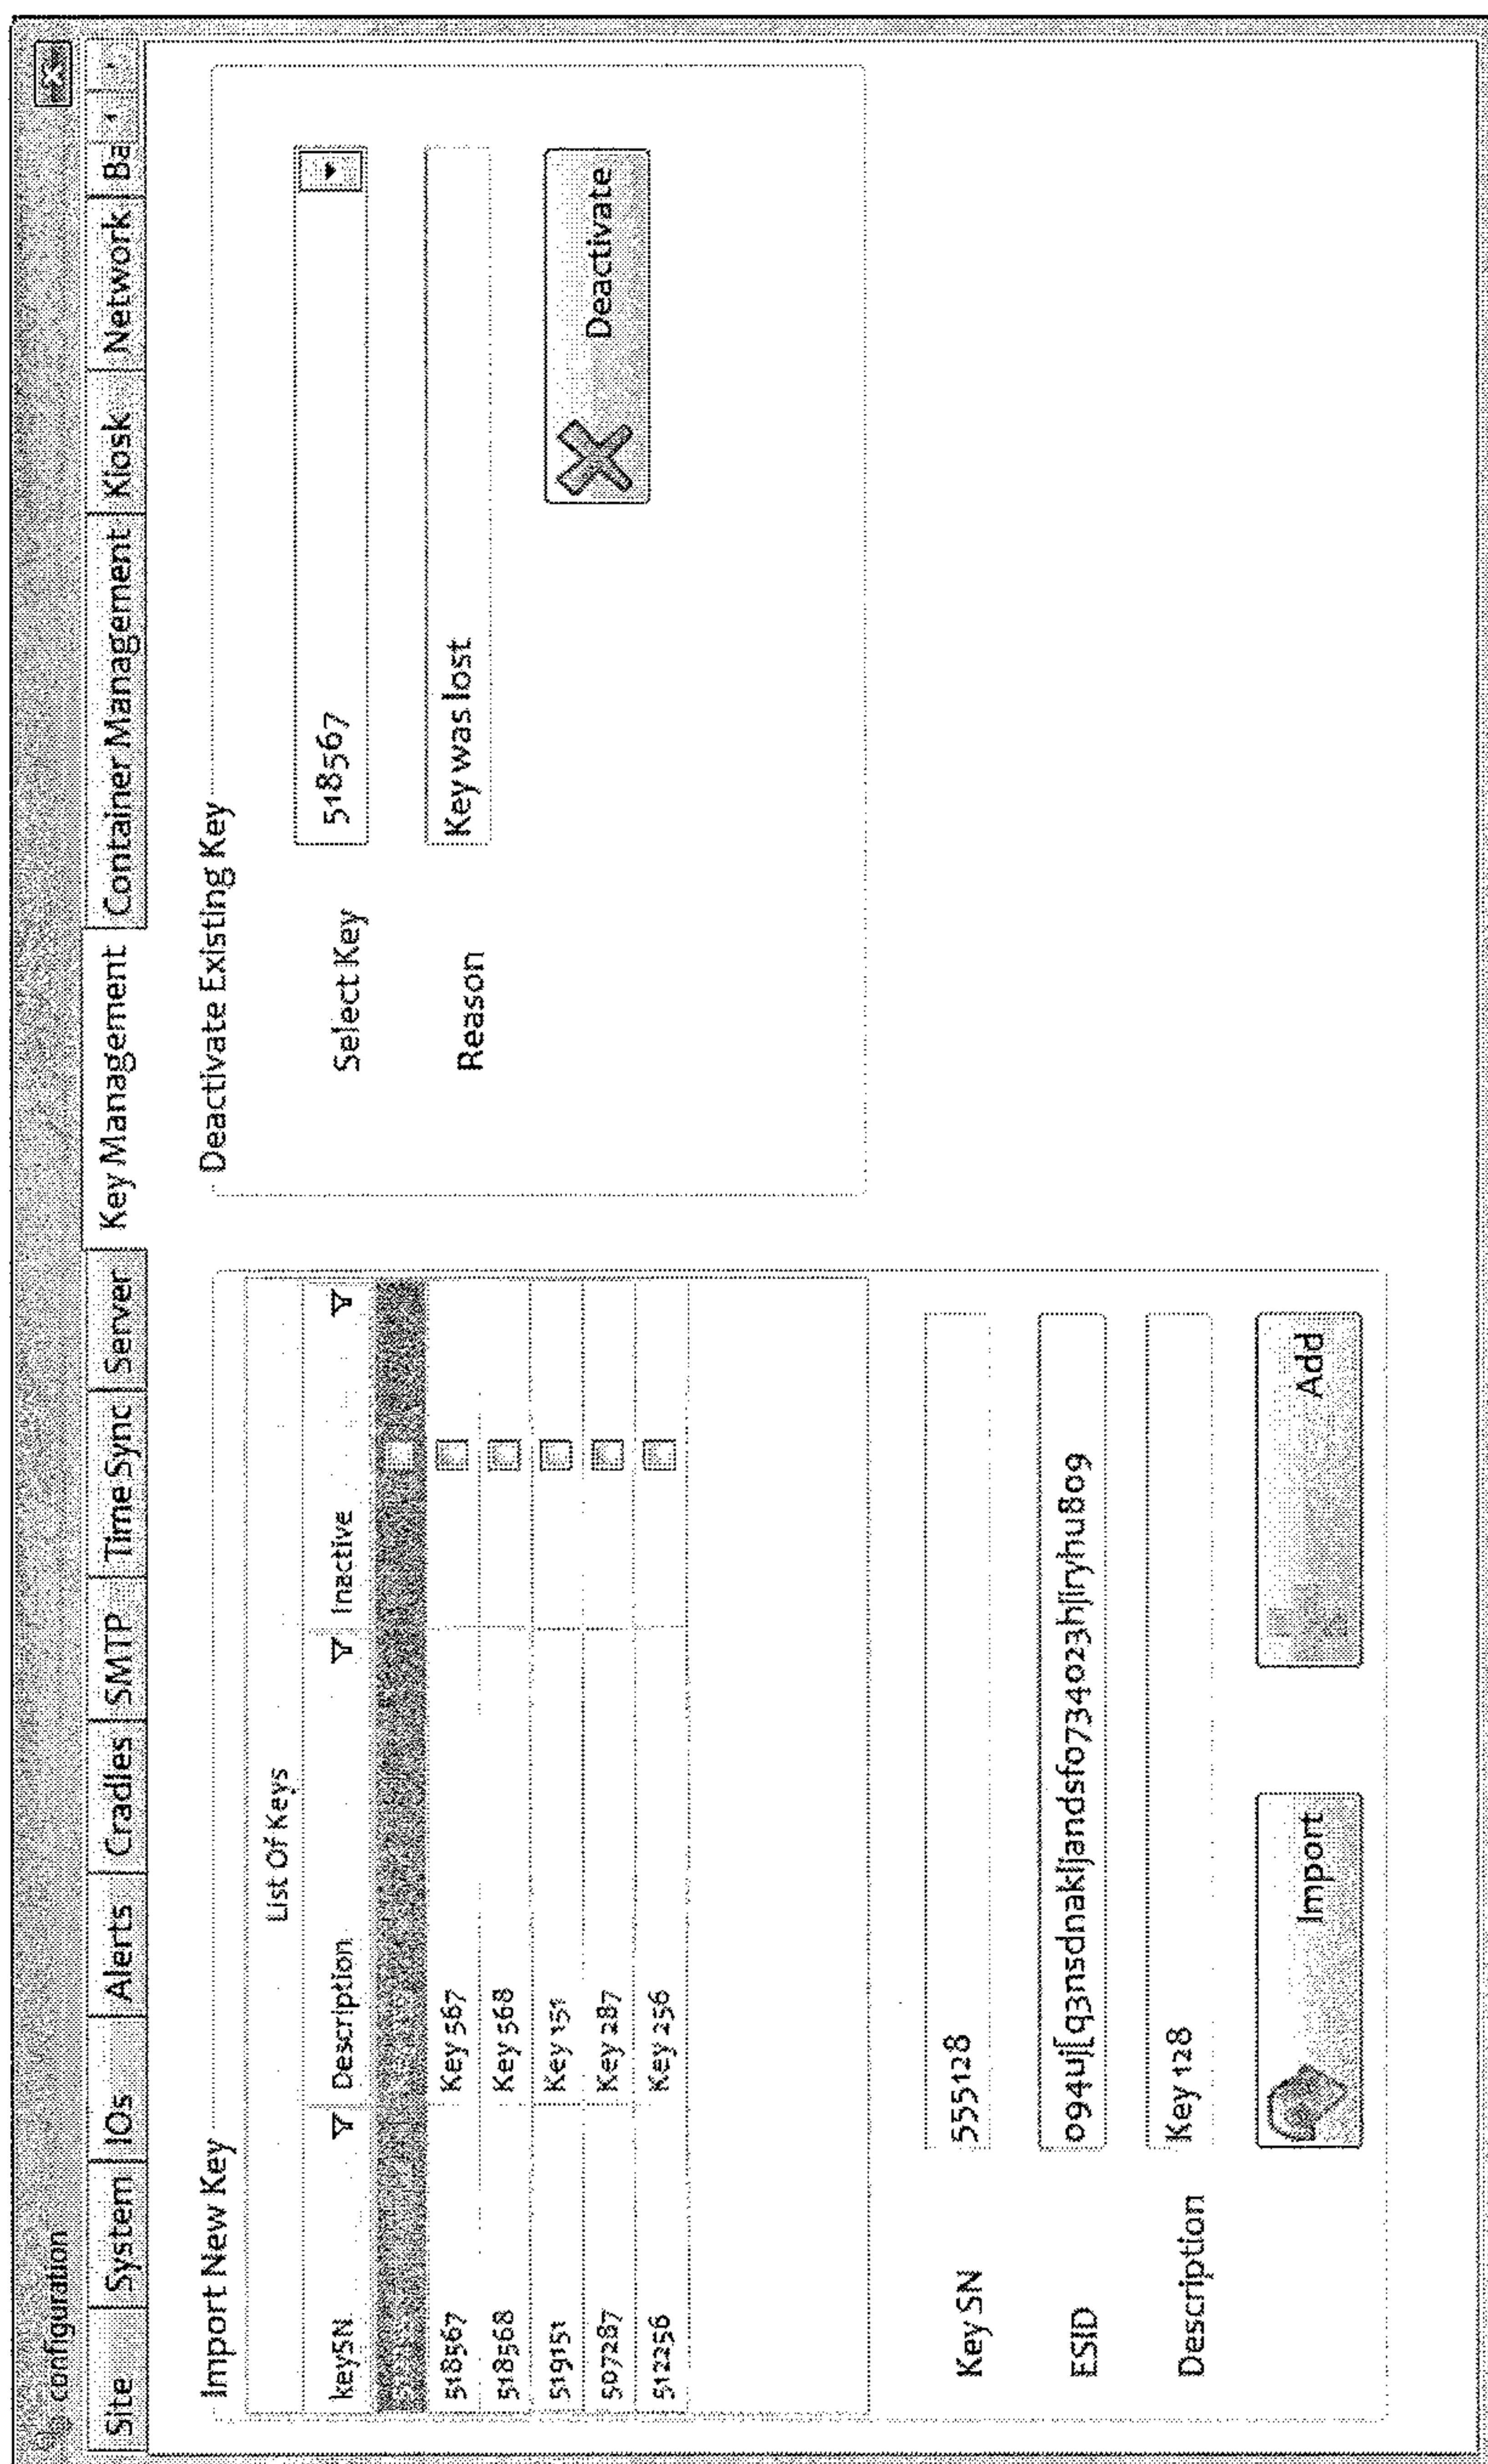 configuration
Site System IOs Alerts Cradles SMTP Time Sync Server Key Management Container Management Kiosk Network Ba
Import New Key
List Of Keys
keySN Description Inactive
518567 Key 567
518568 Key 568
519151 Key 151
507287 Key 287
512256 Key 256
Key SN 555128
ESID 094uj[q3nsdnakljandsf0734023hjiryhu809
Description Key 128
Import Add
Deactivate Existing Key
Select Key 518567
Reason Key was lost
Deactivate